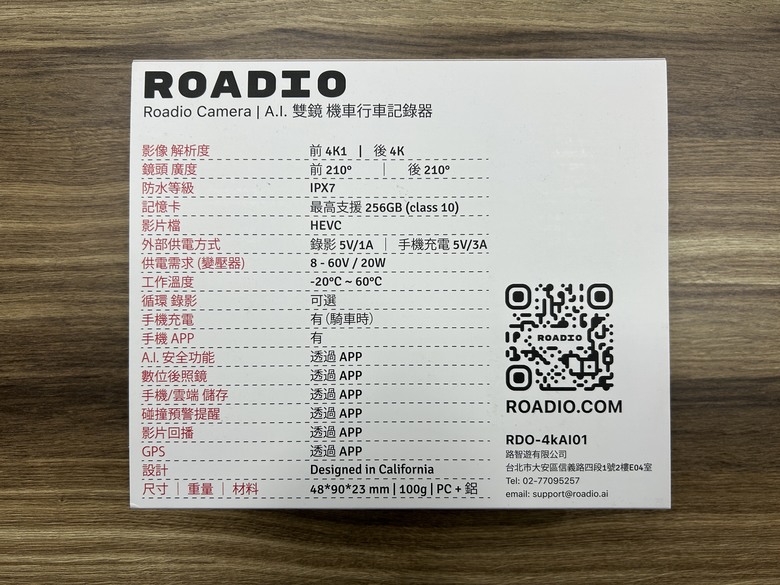 ROADIO
Roadio Camera | A.I. 雙鏡 機車行車記錄器
影像 解析度 前 4K1 | 後 4K
鏡頭 廣度 前 210° | 後 210°
防水等級 IPX7
記憶卡 最高支援 256GB (class 10)
影片檔 HEVC
外部供電方式 錄影 5V/1A | 手機充電 5V/3A
供電需求 (變壓器) 8 - 60V / 20W
工作溫度 -20°C ~ 60°C
循環 錄影 可選
手機充電 有（騎車時）
手機 APP 有
A.I. 安全功能 透過 APP
數位後照鏡 透過 APP
手機/雲端 儲存 透過 APP
碰撞預警提醒 透過 APP
影片回播 透過 APP
GPS 透過 APP
設計 Designed in California
尺寸 | 重量 | 材料 48*90*23 mm | 100g | PC + 鋁
ROADIO
ROADIO.COM
RDO-4kAI01
路智遊有限公司
台北市大安區信義路四段1號2樓E04室
Tel: 02-77095257
email: support@roadio.ai